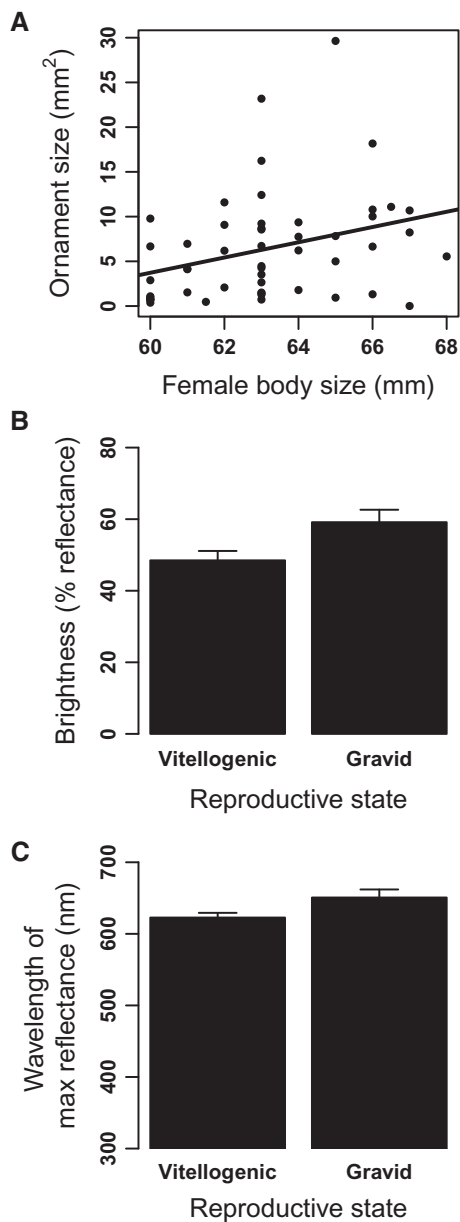 A
Ornament size (mm²)
30
25
20
15
10
5
0
60
62
64
66
68
Female body size (mm)
B
Brightness (% reflectance)
80
60
40
20
0
Vitellogenic
Gravid
Reproductive state
C
Wavelength of
max reflectance (nm)
700
600
500
400
300
Vitellogenic
Gravid
Reproductive state